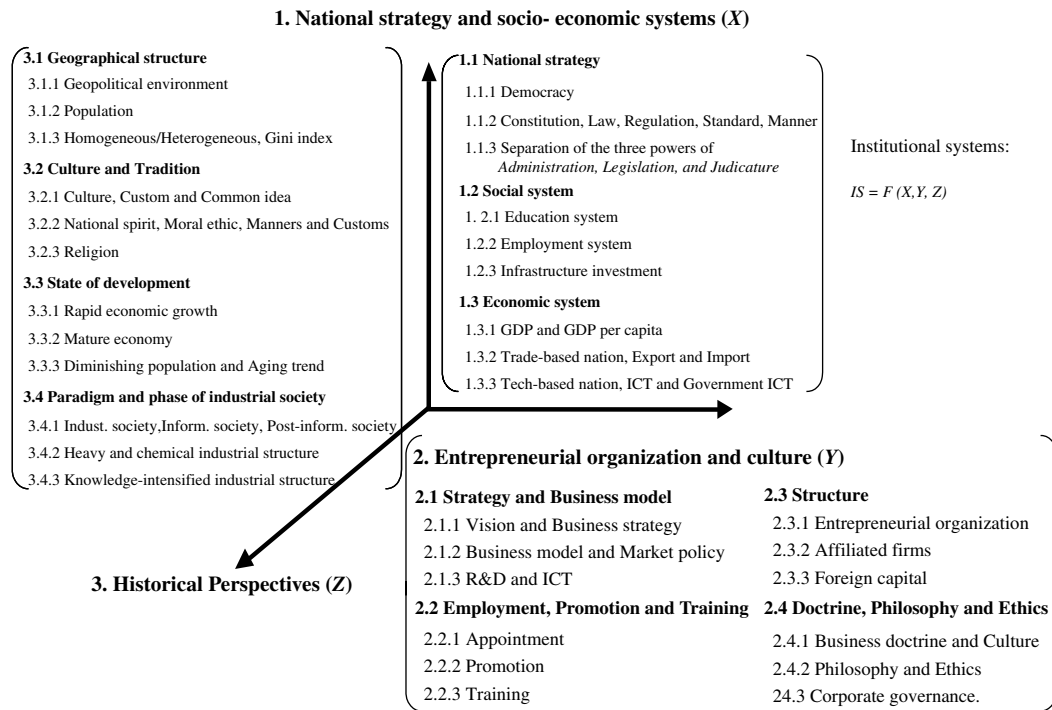 1. National strategy and socio- economic systems (X)
3.1 Geographical structure
3.1.1 Geopolitical environment
3.1.2 Population
3.1.3 Homogeneous/Heterogeneous, Gini index
3.2 Culture and Tradition
3.2.1 Culture, Custom and Common idea
3.2.2 National spirit, Moral ethic, Manners and Customs
3.2.3 Religion
3.3 State of development
3.3.1 Rapid economic growth
3.3.2 Mature economy
3.3.3 Diminishing population and Aging trend
3.4 Paradigm and phase of industrial society
3.4.1 Indust. society,Inform. society, Post-inform. society
3.4.2 Heavy and chemical industrial structure
3.4.3 Knowledge-intensified industrial structure
1.1 National strategy
1.1.1 Democracy
1.1.2 Constitution, Law, Regulation, Standard, Manner
1.1.3 Separation of the three powers of
Administration, Legislation, and Judicature
1.2 Social system
1. 2.1 Education system
1.2.2 Employment system
1.2.3 Infrastructure investment
1.3 Economic system
1.3.1 GDP and GDP per capita
1.3.2 Trade-based nation, Export and Import
1.3.3 Tech-based nation, ICT and Government ICT
Institutional systems:
IS = F (X,Y, Z)
2. Entrepreneurial organization and culture (Y)
2.1 Strategy and Business model
2.1.1 Vision and Business strategy
2.1.2 Business model and Market policy
2.1.3 R&D and ICT
2.2 Employment, Promotion and Training
2.2.1 Appointment
2.2.2 Promotion
2.2.3 Training
2.3 Structure
2.3.1 Entrepreneurial organization
2.3.2 Affiliated firms
2.3.3 Foreign capital
2.4 Doctrine, Philosophy and Ethics
2.4.1 Business doctrine and Culture
2.4.2 Philosophy and Ethics
24.3 Corporate governance.
3. Historical Perspectives (Z)